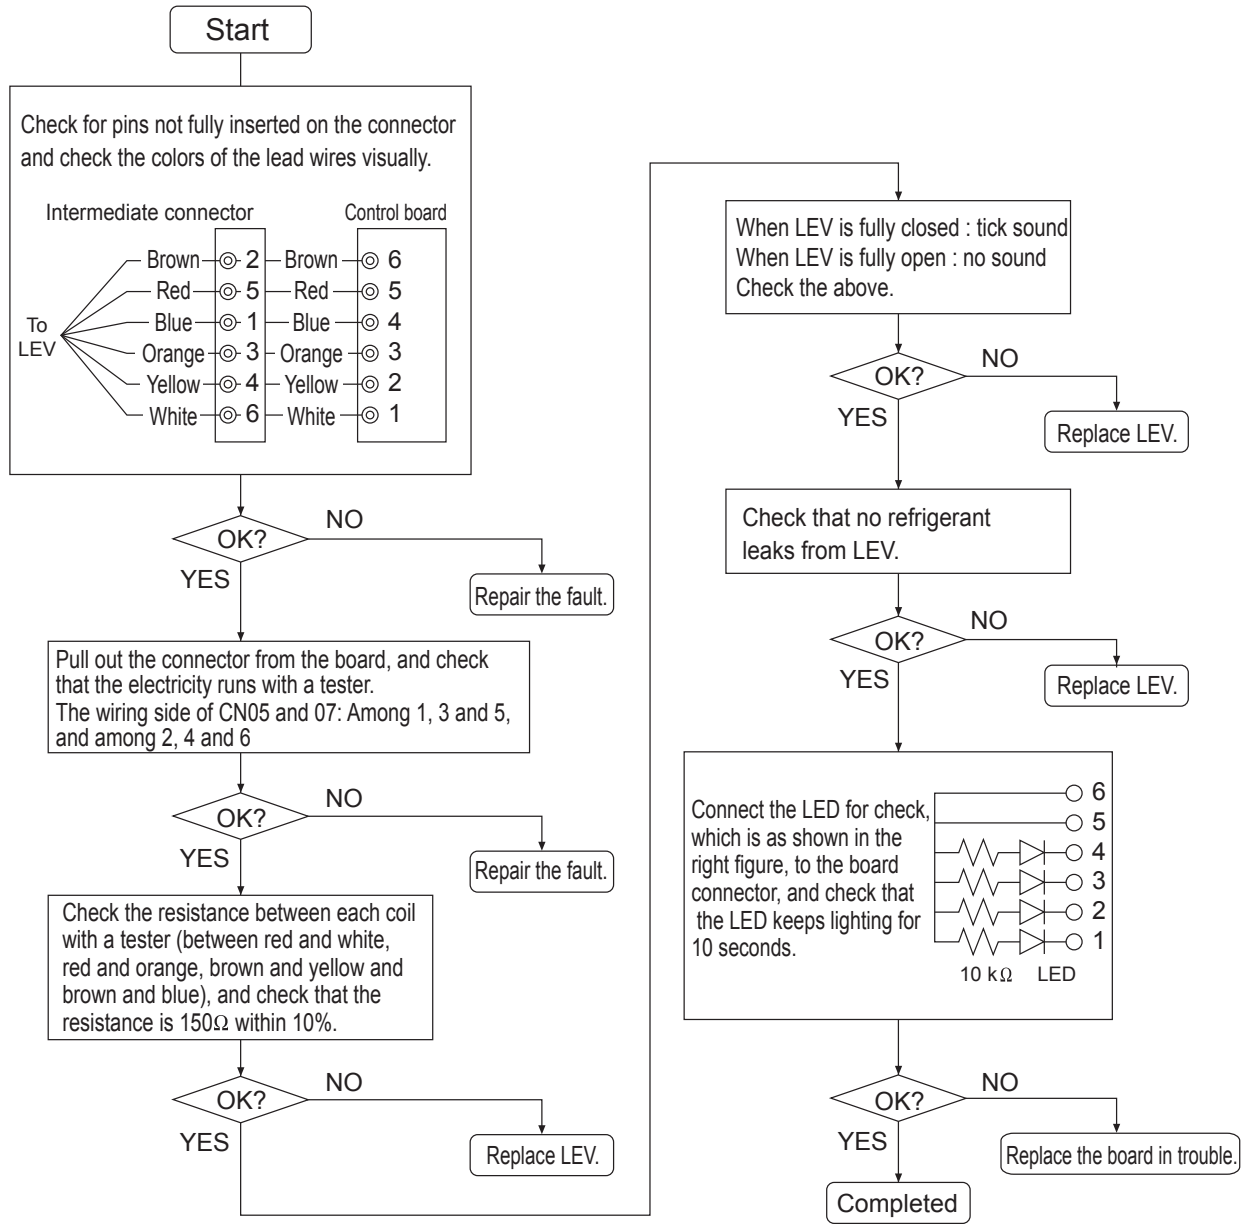 Start
Check for pins not fully inserted on the connector
and check the colors of the lead wires visually.
Intermediate connector Control board
To
LEV
Brown 2 Brown 6
Red 5 Red 5
Blue 1 Blue 4
Orange 3 Orange 3
Yellow 4 Yellow 2
White 6 White 1
OK?
NO
YES
Repair the fault.
Pull out the connector from the board, and check
that the electricity runs with a tester.
The wiring side of CN05 and 07: Among 1, 3 and 5,
and among 2, 4 and 6
OK?
NO
YES
Repair the fault.
Check the resistance between each coil
with a tester (between red and white,
red and orange, brown and yellow and
brown and blue), and check that the
resistance is 150Ω within 10%.
OK?
NO
YES
Replace LEV.
When LEV is fully closed : tick sound
When LEV is fully open : no sound
Check the above.
OK?
NO
YES
Replace LEV.
Check that no refrigerant
leaks from LEV.
OK?
NO
YES
Replace LEV.
Connect the LED for check,
which is as shown in the
right figure, to the board
connector, and check that
the LED keeps lighting for
10 seconds.
6
5
4
3
2
1
10 kΩ LED
OK?
NO
YES
Replace the board in trouble.
Completed